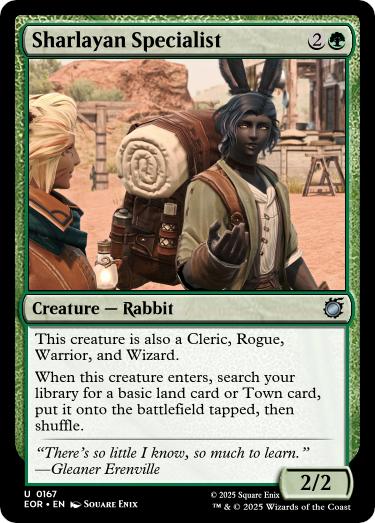 Sharlayan Specialist 2
Creature — Rabbit
This creature is also a Cleric, Rogue,
Warrior, and Wizard.
When this creature enters, search your
library for a basic land card or Town card,
put it onto the battlefield tapped, then
shuffle.
“There’s so little I know, so much to learn.”
—Gleaner Erenville
2/2
U 0167
EOR • EN SQUARE ENIX
© 2025 Square Enix
™ & © 2025 Wizards of the Coast